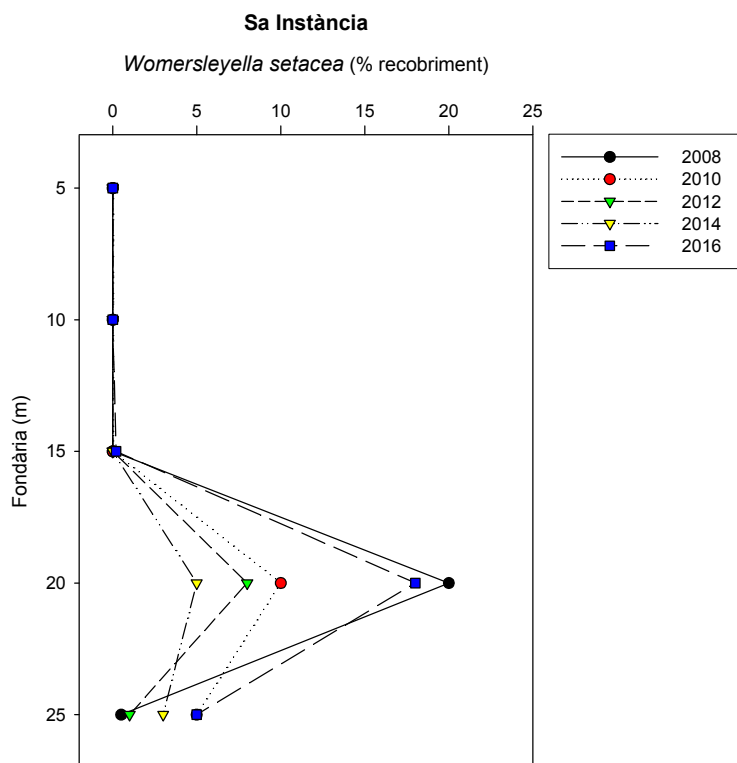 Sa Instància
Womersleyella setacea (% recobriment)
0 5 10 15 20 25
2008
2010
2012
2014
2016
5
10
15
20
25
Fondària (m)